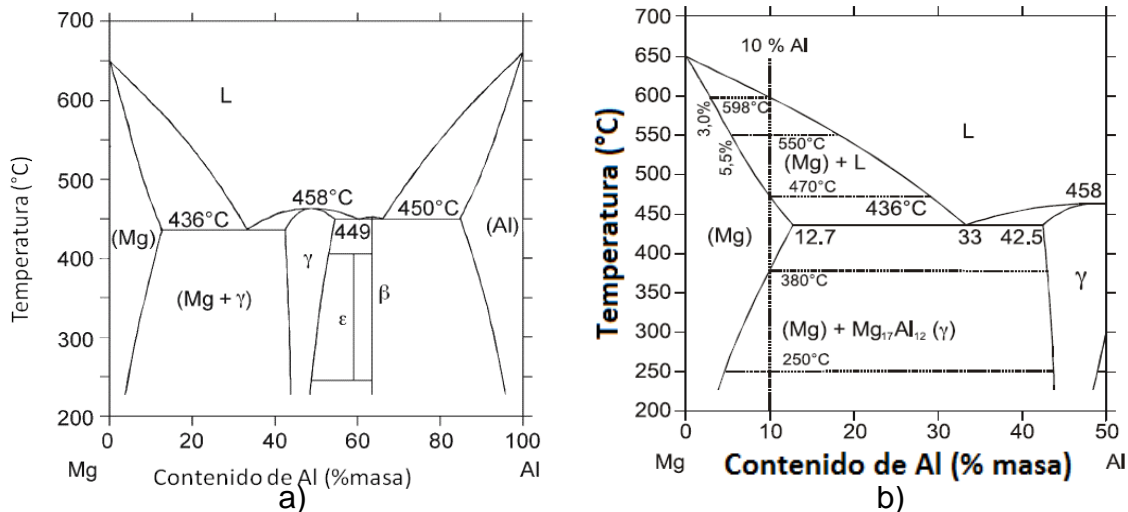 Mg
Al
600
500
400
300
200
Temperatura (°C)
L
458°C
436°C
450°C
449
(Mg)
(Al)
γ
β
(Mg + γ)
ε
0
20
40
60
80
100
Mg
Contenido de Al (%masa)
Al
a)
700
650
600
550
500
450
400
350
300
250
200
Temperatura (°C)
10 % Al
598°C
3,0%
L
550°C
5,5%
(Mg) + L
470°C
458
436°C
(Mg)
12.7
33
42.5
380°C
γ
(Mg) + Mg₁₇Al₁₂ (γ)
250°C
0
10
20
30
40
50
Mg
Contenido de Al (% masa)
Al
b)